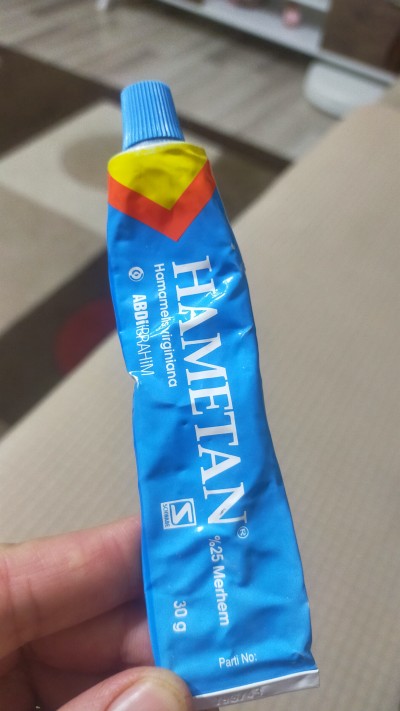 HAMETAN®
Hamamelis virginiana
ABDİ İBRAHİM
%25 Merhem
30 g
Parti No: